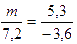 m/7,2 = 5,3/−3,6